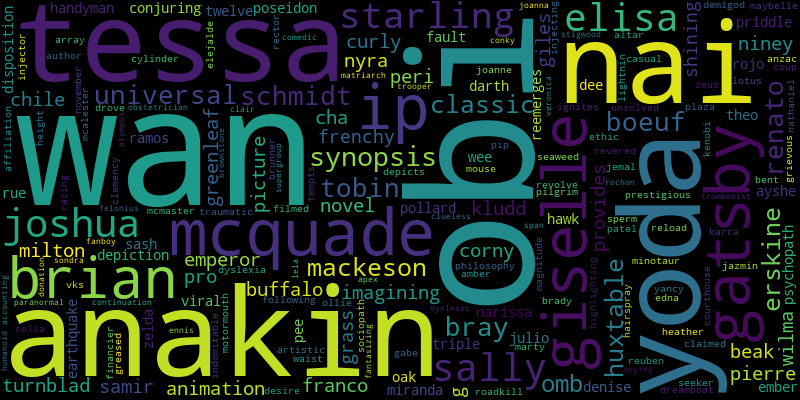 disposition
handyman
conjuring
twelve
poseidon
starling
joanna
elisa
demigod
maybelle
injector
tessa
array
author
cylinder
elejalde
rector
comedic
curly
fault
conky
giles
injecting
stigwood
altar
shining
priddle
matriarch
nyra
trooper
peri
joanne
darth
obi
nai
casual
lightnin
niney
rojo
zeus
lotus
anzac
coup
chile
november
mcalester
drove
universal
obstetrician
schmidt
ip
classic
reemerges
veronica
dee
unsolved
plaza
nathaniel
affiliation
height
wan
clair
cha
ignites
boeuf
theo
renato
kenobi
ramos
greenleaf
olympus
brownstone
picture
brunner
supergroup
frenchy
synopsis
wee
pip
mouse
seaweed
ethic
revered
grievous
rue
racing
clemency
tempts
depicts
tobin
revolve
pilgrim
jemal
rochon
bent
ayshe
felonius
mcmaster
traumatic
filmed
novel
pollard
kludd
clueless
span
giselle
prestigious
trombonist
joshua
fanboy
sash
mcquade
corny
hawk
provides
sperm
patel
yoda
reload
karra
gatsby
erskine
milton
sondra
depiction
emperor
mackeson
philosophy
amber
magnitude
minotaur
jazmin
psychopath
humanoid
accounting
paranormal
donation
vks
continuation
brian
pro
dyslexia
lela
apex
buffalo
imagining
dyslexic
brady
highlighting
huxtable
hairspray
yancy
edna
courthouse
earthquake
viral
following
ollie
grass
narissa
celia
financier
greased
zelda
ennis
anakin
indomitable
motormouth
pee
sociopath
fantasizing
bray
triple
julio
marty
heather
claimed
wilma
artistic
waist
gabe
sally
reuben
spying
beak
turnblad
samir
animation
desire
franco
oak
miranda
g
roadkill
omb
denise
seeker
dreamboat
pierre
ember